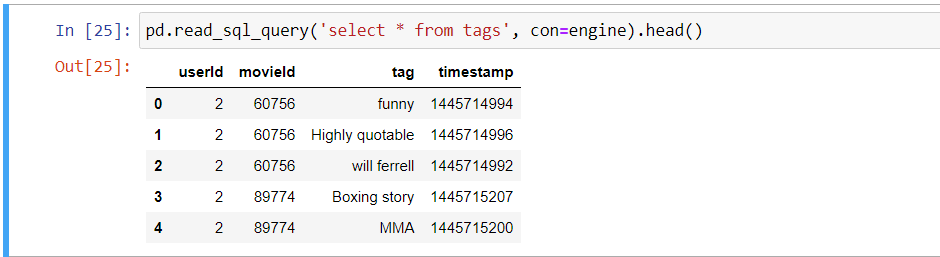 In [25]: pd.read_sql_query('select * from tags', con=engine).head()
Out[25]:
userId movieId tag timestamp
0 2 60756 funny 1445714994
1 2 60756 Highly quotable 1445714996
2 2 60756 will ferrell 1445714992
3 2 89774 Boxing story 1445715207
4 2 89774 MMA 1445715200